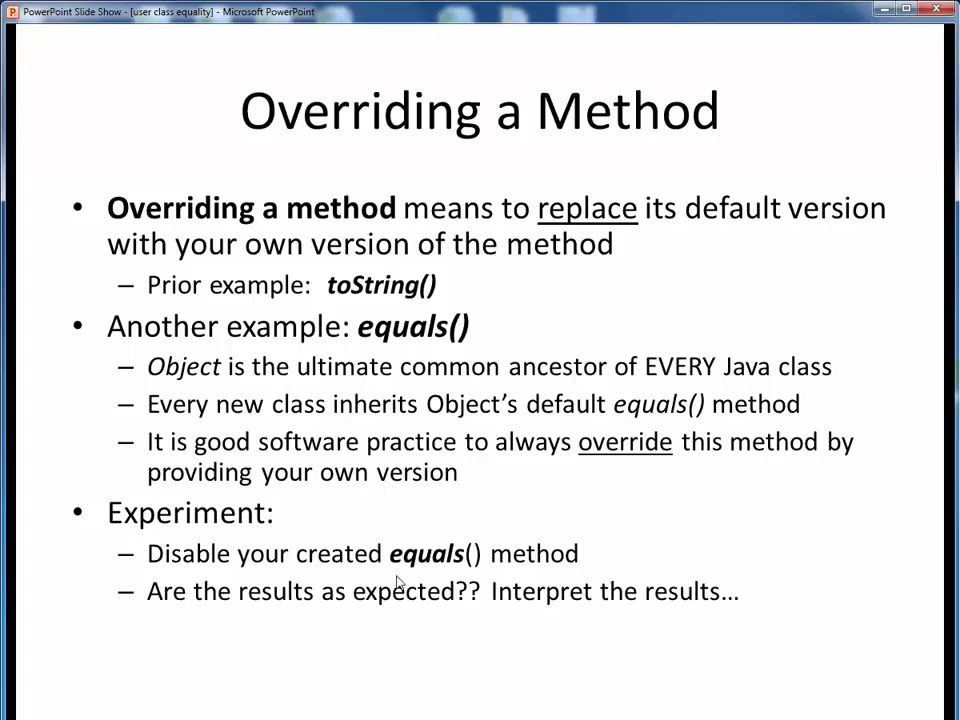 PowerPoint Slide Show - [user class equality] - Microsoft PowerPoint
Overriding a Method
• Overriding a method means to replace its default version
with your own version of the method
– Prior example: toString()
• Another example: equals()
– Object is the ultimate common ancestor of EVERY Java class
– Every new class inherits Object’s default equals() method
– It is good software practice to always override this method by
providing your own version
• Experiment:
– Disable your created equals() method
– Are the results as expected?? Interpret the results…